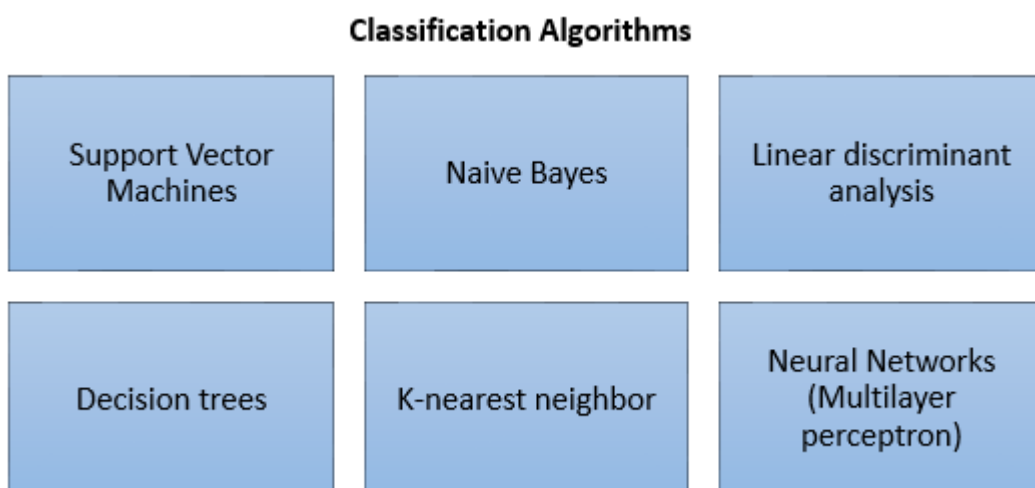 Classification Algorithms
Support Vector
Machines
Naive Bayes
Linear discriminant
analysis
Decision trees
K-nearest neighbor
Neural Networks
(Multilayer
perceptron)